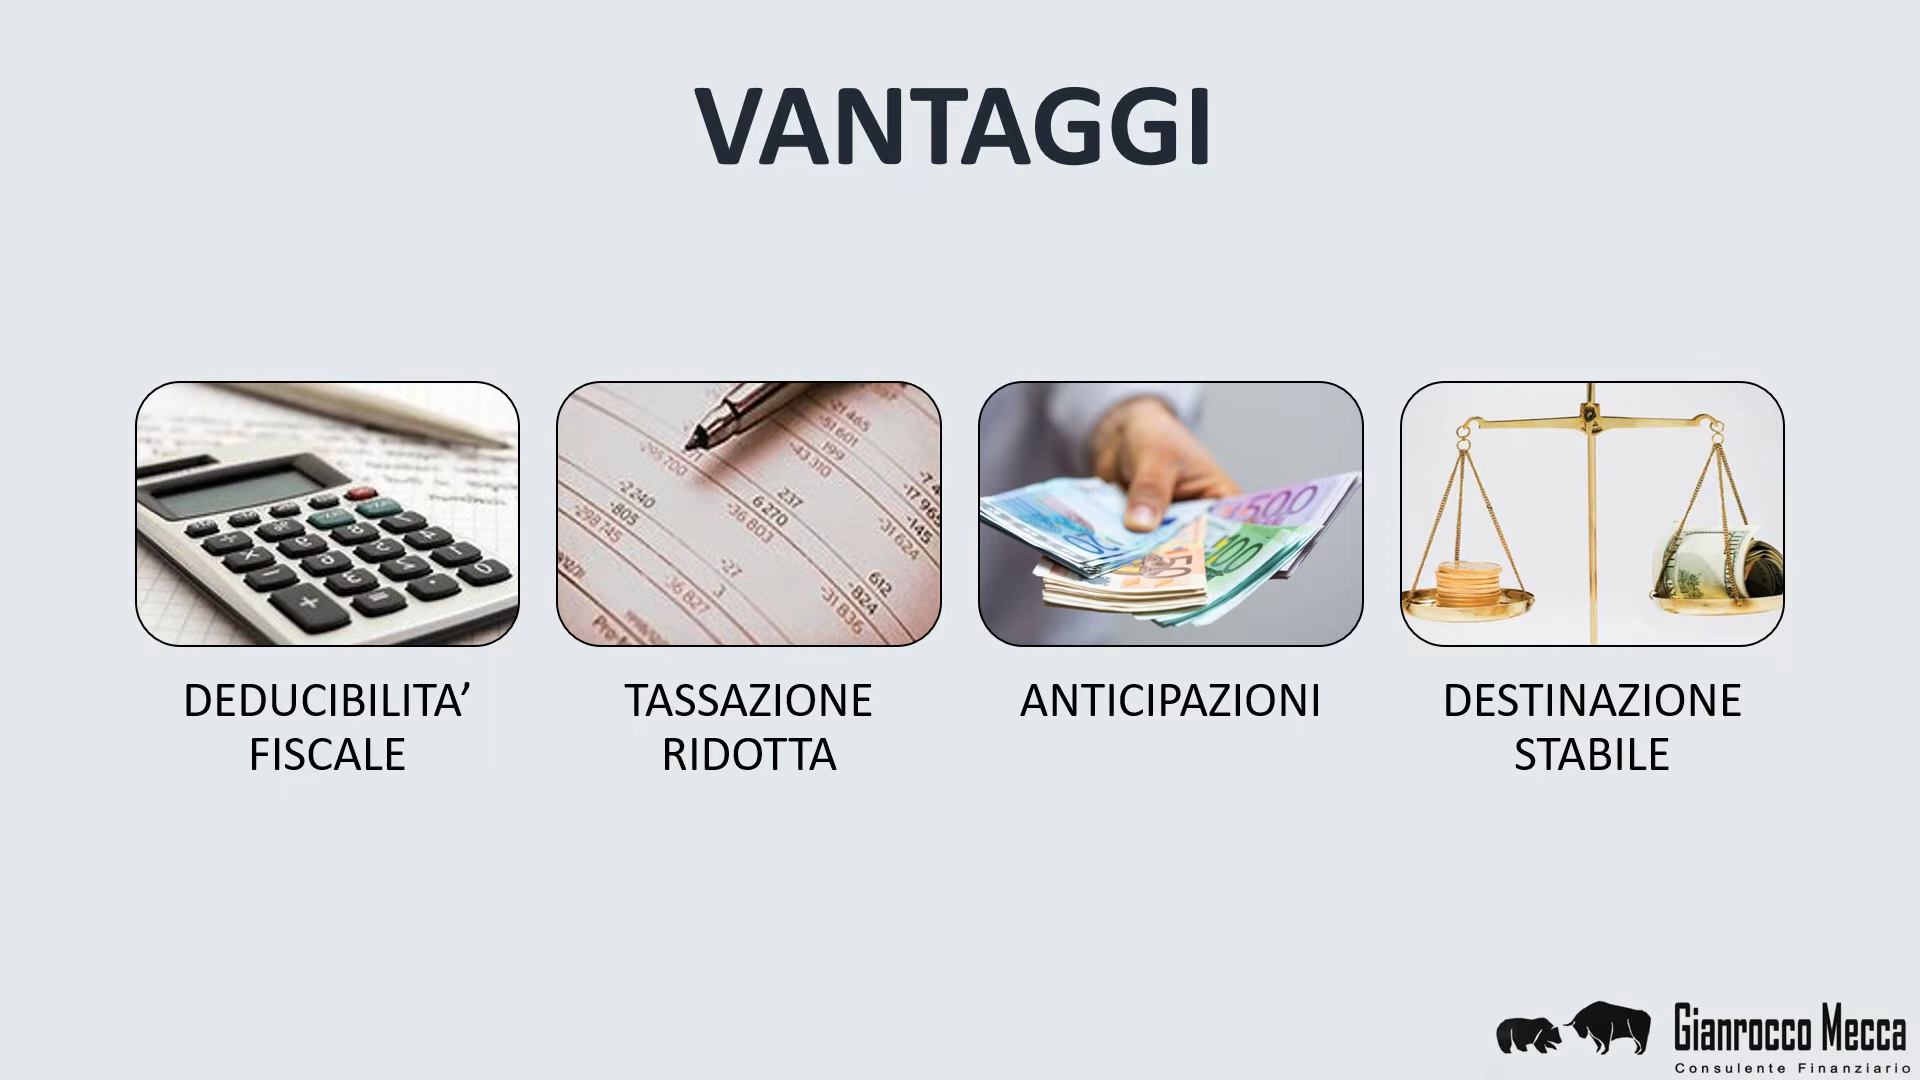 VANTAGGI
DEDUCIBILITA’
FISCALE
TASSAZIONE
RIDOTTA
ANTICIPAZIONI
DESTINAZIONE
STABILE
Gianrocco Mecca
Consulente Finanziario